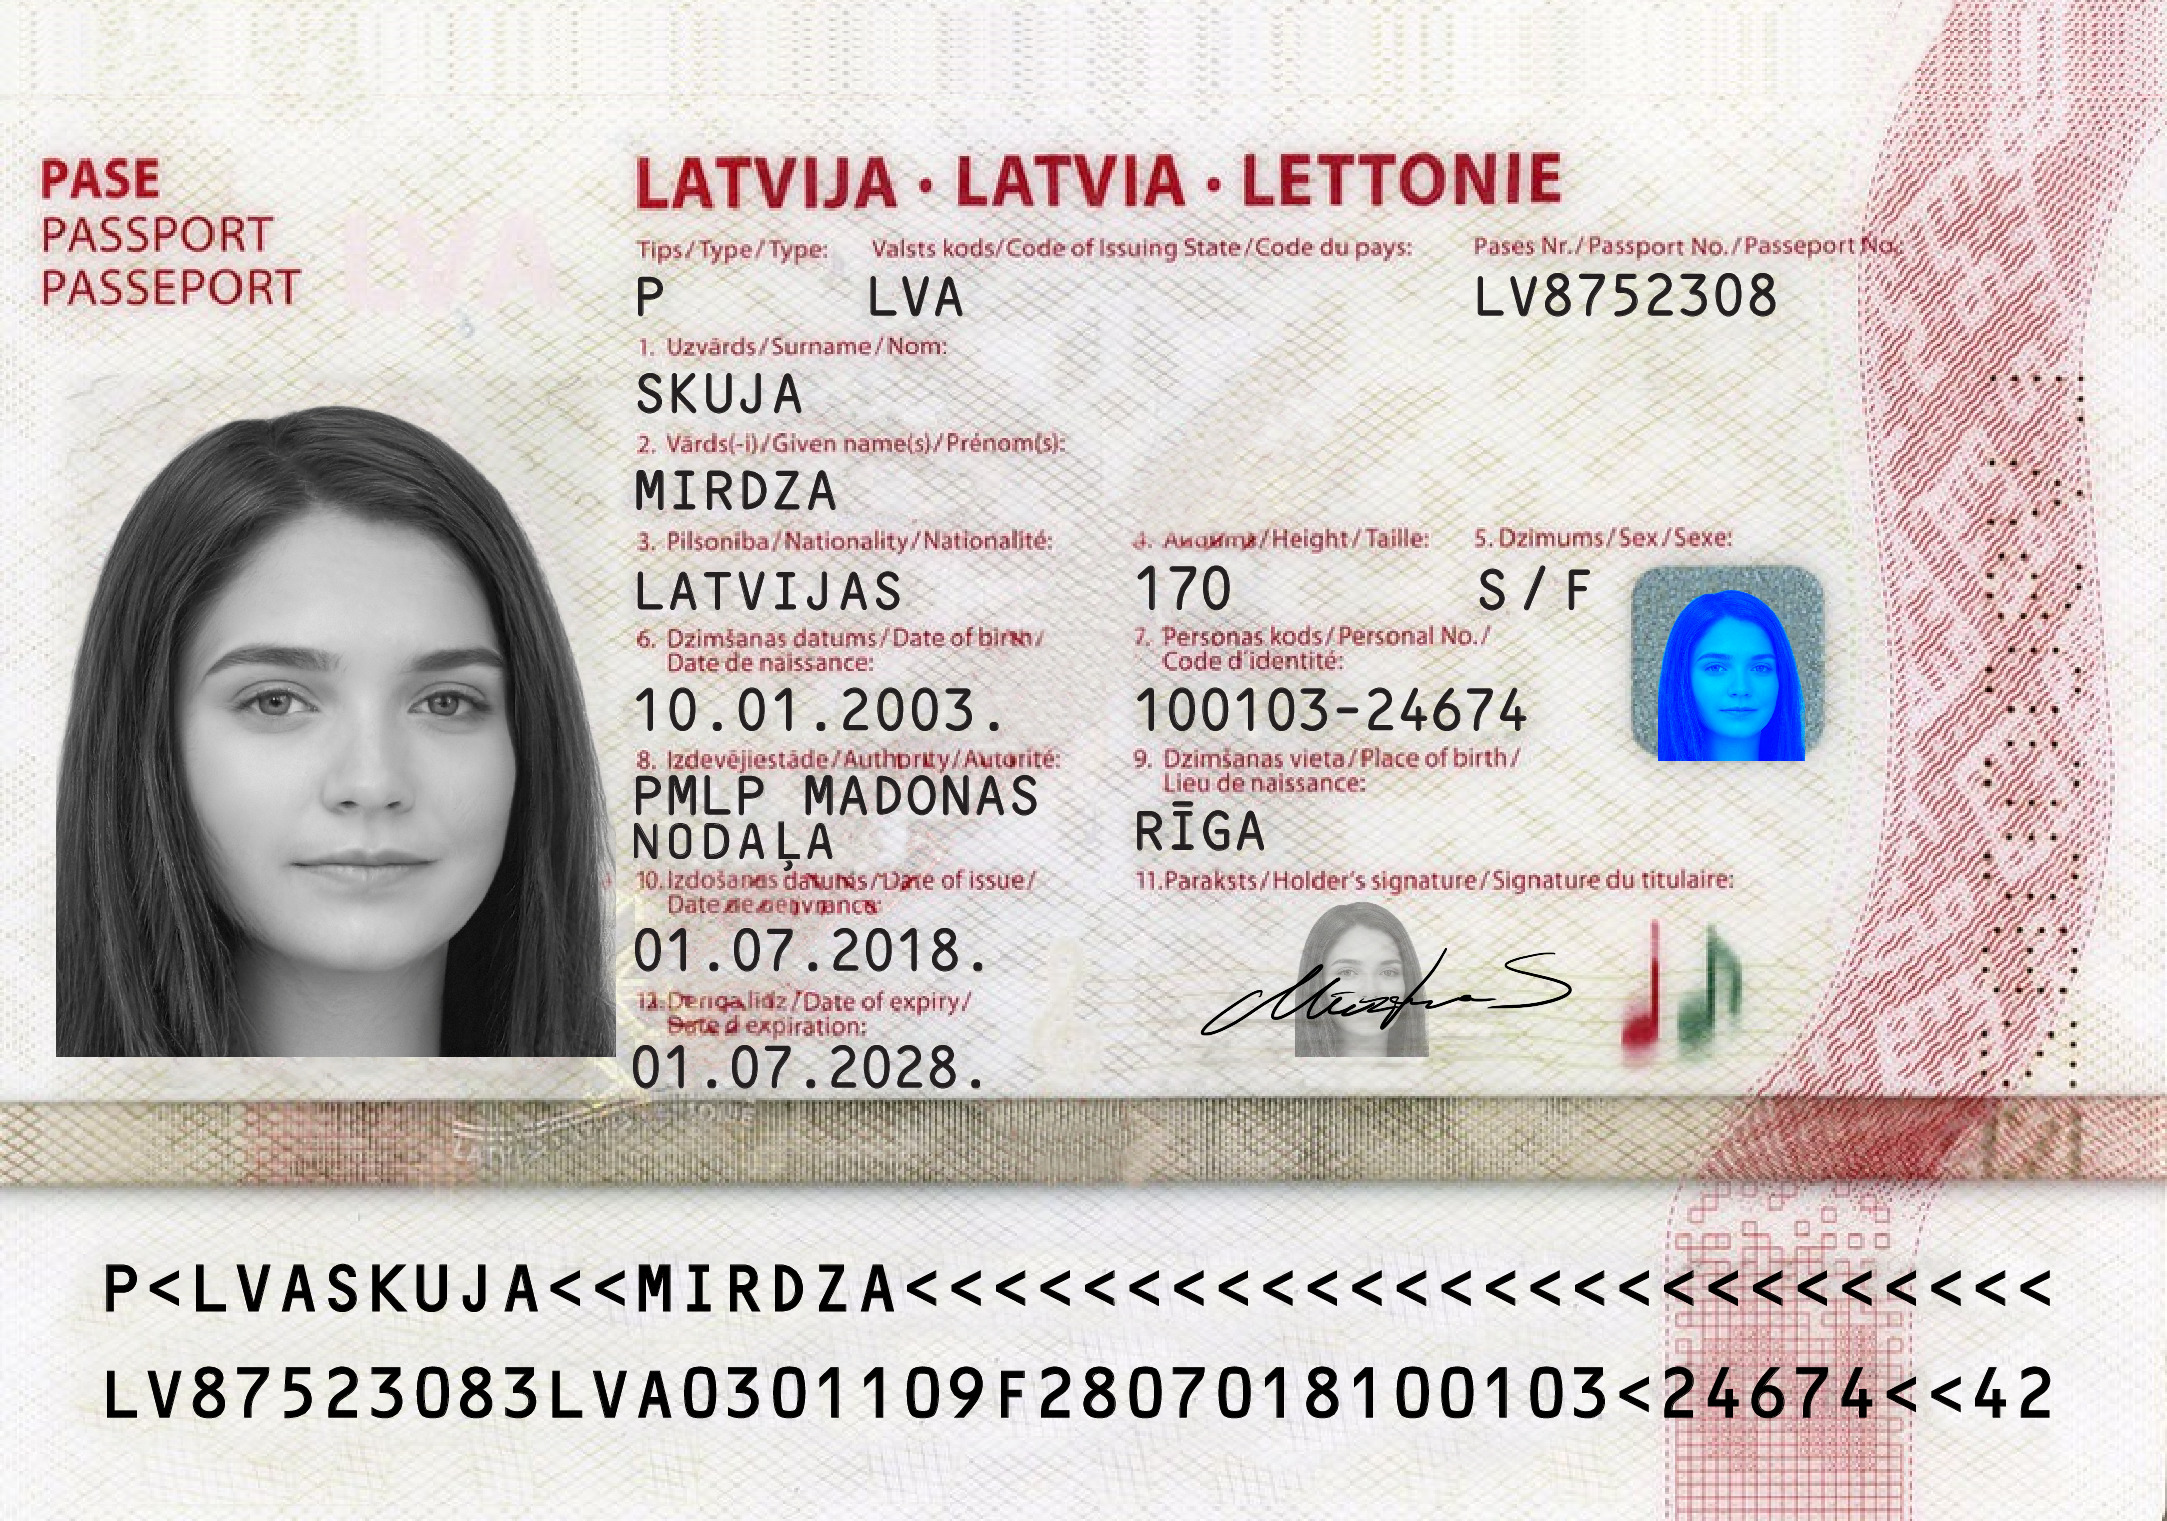 PASE
PASSPORT
PASSEPORT
LVA
LATVIJA · LATVIA · LETTONIE
Tips/Type/Type: Valsts kods/Code of Issuing State/Code du pays: Pases Nr./Passport No./Passeport No.:
P LVA LV8752308
1. Uzvārds/Surname/Nom:
SKUJA
2. Vārds(-i)/Given name(s)/Prénom(s):
MIRDZA
3. Pilsonība/Nationality/Nationalité: 4. Augums/Height/Taille: 5. Dzimums/Sex/Sexe:
LATVIJAS 170 S/F
6. Dzimšanas datums/Date of birth/ 7. Personas kods/Personal No./
Date de naissance: Code d'identité:
10.01.2003. 100103-24674
8. Izdevējiestāde/Authority/Autorité: 9. Dzimšanas vieta/Place of birth/
Lieu de naissance:
PMLP MADONAS
NODAĻA RĪGA
10. Izdošanas datums/Date of issue/ 11. Paraksts/Holder's signature/Signature du titulaire:
Date de
01.07.2018.
12. Derīga līdz/Date of expiry/
Date d'expiration:
01.07.2028.
P<LVASKUJA<<MIRDZA<<<<<<<<<<<<<<<<<<<<<<<<<<
LV87523083LVA0301109F2807018100103<24674<<42